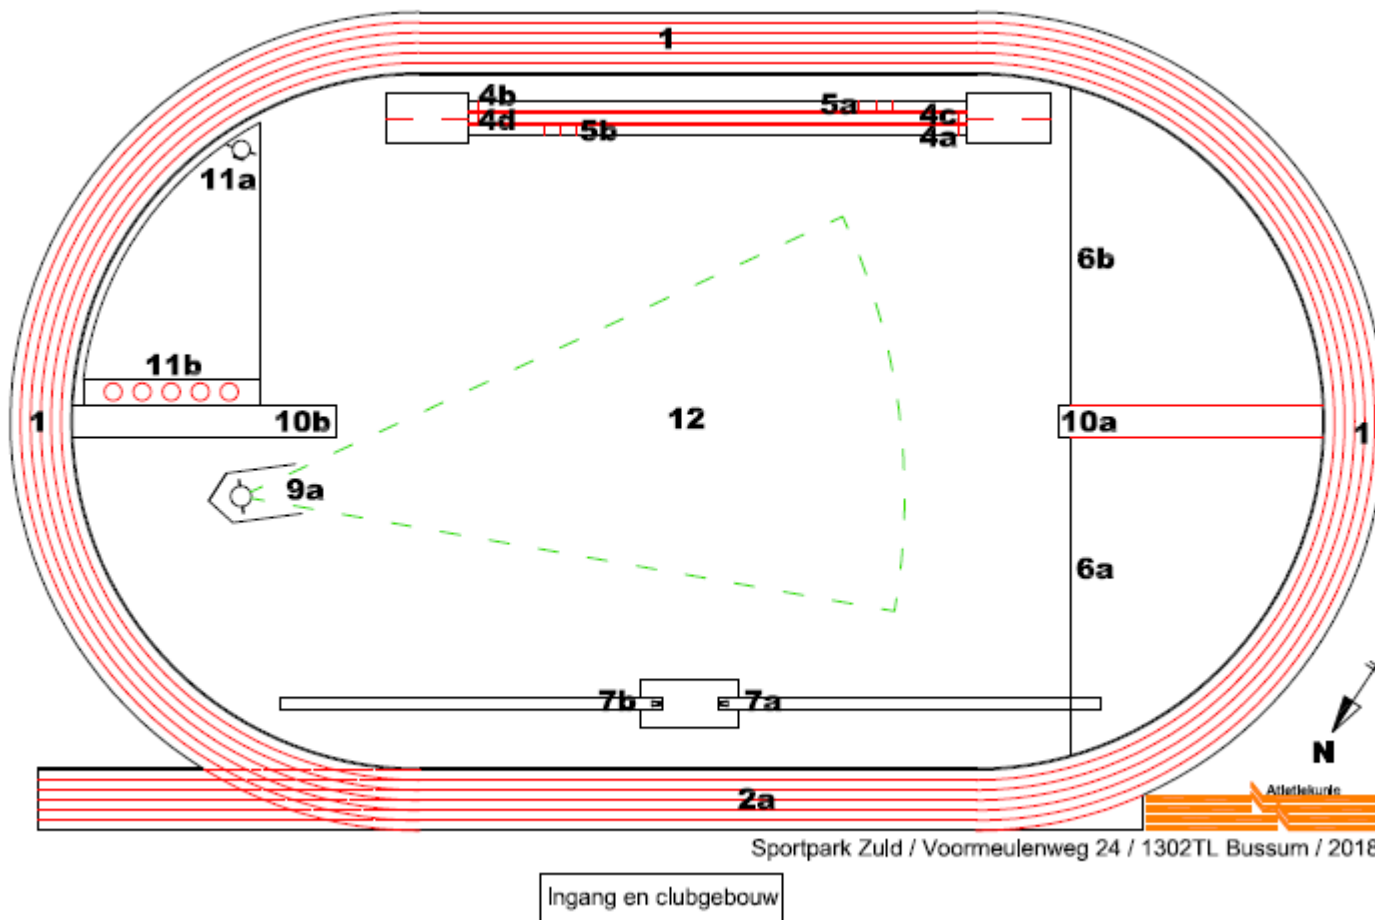 1
4b
5a
4d
4c
5b
4a
11a
6b
11b
12
1
10b
10a
1
9a
6a
7b
7a
N
2a
Atletiekunie
Sportpark Zuid / Voormeulenweg 24 / 1302TL Bussum / 2018
Ingang en clubgebouw